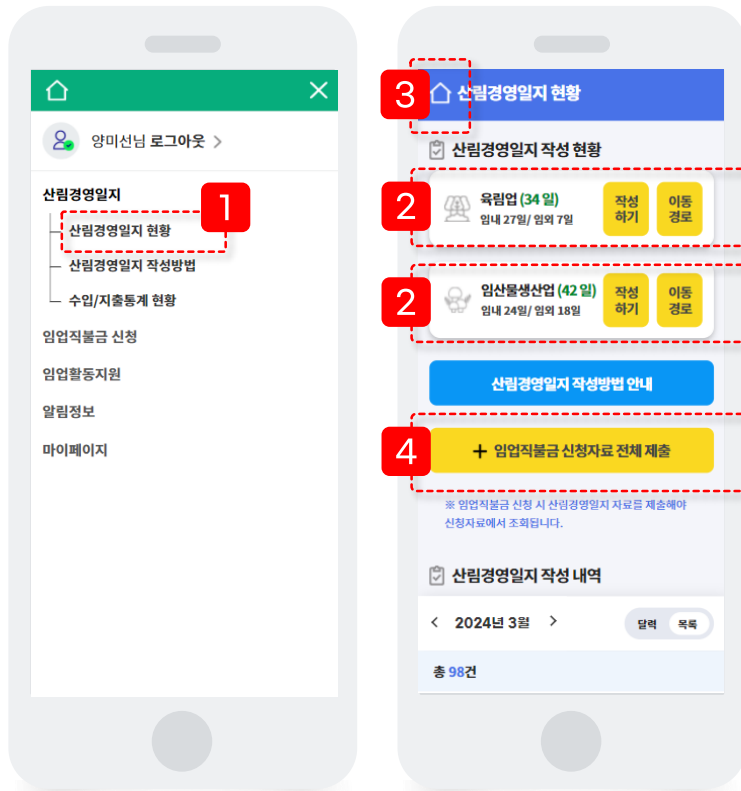 양미선님 로그아웃 >
산림경영일지
1
산림경영일지 현황
산림경영일지 작성방법
수입/지출통계 현황
임업직불금 신청
임업활동지원
알림정보
마이페이지
3
산림경영일지 현황
산림경영일지 작성 현황
2
육림업 (34 일)
임내 27일/ 임외 7일
작성
하기
이동
경로
2
임산물생산업 (42 일)
임내 24일/ 임외 18일
작성
하기
이동
경로
산림경영일지 작성방법 안내
4
+ 임업직불금 신청자료 전체 제출
※ 임업직불금 신청 시 산림경영일지 자료를 제출해야
신청자료에서 조회됩니다.
산림경영일지 작성 내역
< 2024년 3월 >
달력 목록
총 98건